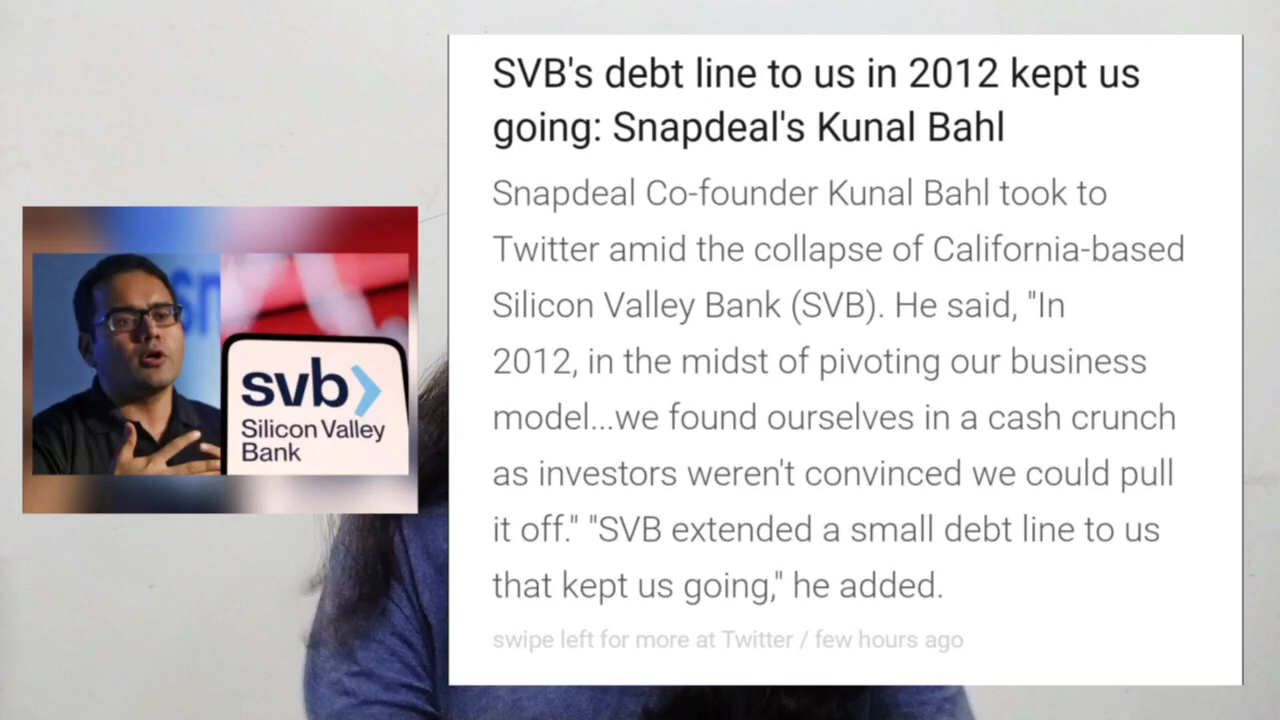 SVB's debt line to us in 2012 kept us
going: Snapdeal's Kunal Bahl
Snapdeal Co-founder Kunal Bahl took to
Twitter amid the collapse of California-based
Silicon Valley Bank (SVB). He said, "In
2012, in the midst of pivoting our business
model...we found ourselves in a cash crunch
as investors weren't convinced we could pull
it off." "SVB extended a small debt line to us
that kept us going," he added.
swipe left for more at Twitter / few hours ago
sn
svb
Silicon Valley
Bank